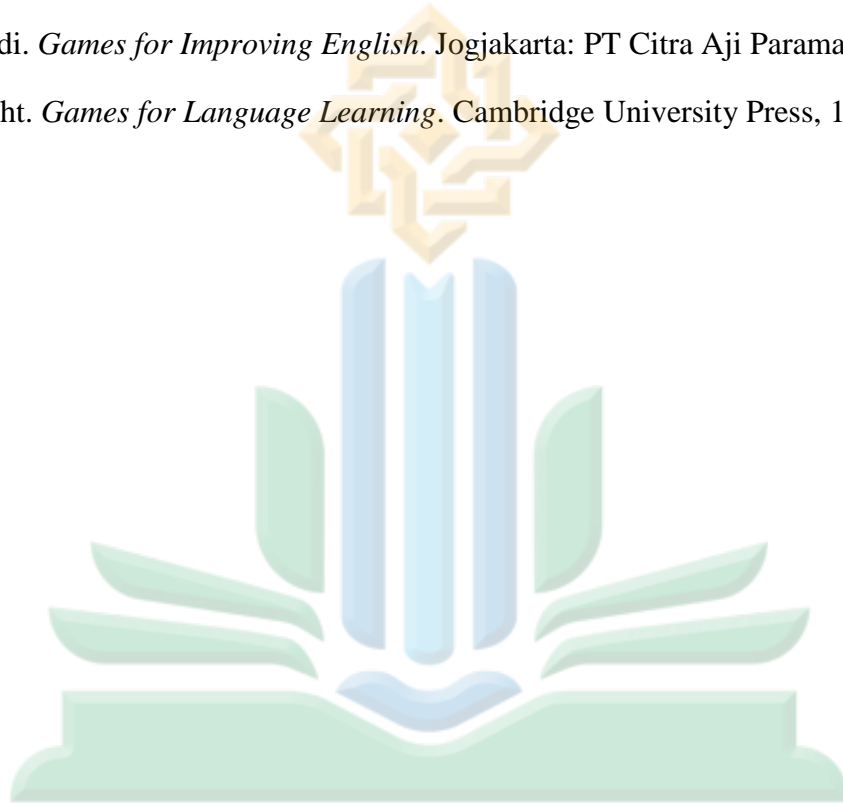 di. Games for Improving English. Jogjakarta: PT Citra Aji Parama
ht. Games for Language Learning. Cambridge University Press, 1